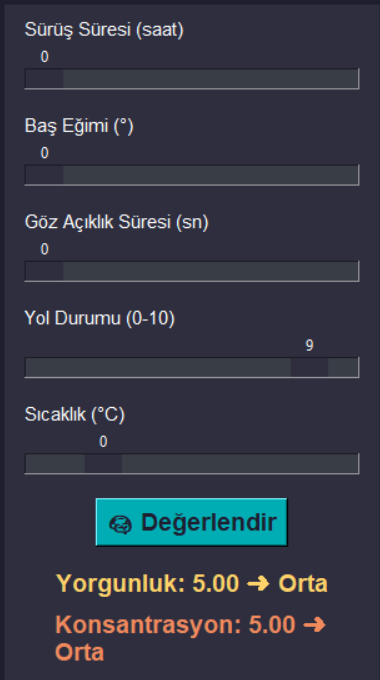 Sürüş Süresi (saat)
0
Baş Eğimi (°)
0
Göz Açıklık Süresi (sn)
0
Yol Durumu (0-10)
9
Sıcaklık (°C)
0
Değerlendir
Yorgunluk: 5.00 ➜ Orta
Konsantrasyon: 5.00 ➜
Orta